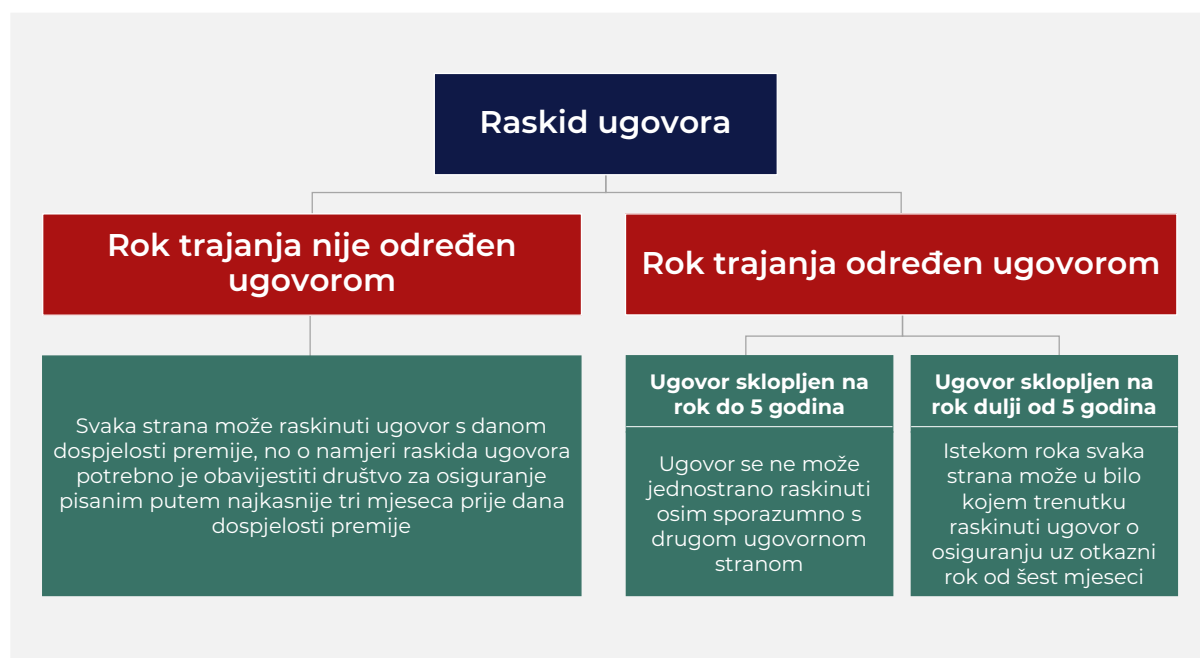 Raskid ugovora
Rok trajanja nije određen
ugovorom
Svaka strana može raskinuti ugovor s danom
dospjelosti premije, no o namjeri raskida ugovora
potrebno je obavijestiti društvo za osiguranje
pisanim putem najkasnije tri mjeseca prije dana
dospjelosti premije
Rok trajanja određen ugovorom
Ugovor sklopljen na
rok do 5 godina
Ugovor se ne može
jednostrano raskinuti
osim sporazumno s
drugom ugovornom
stranom
Ugovor sklopljen na
rok dulji od 5 godina
Istekom roka svaka
strana može u bilo
kojem trenutku
raskinuti ugovor o
osiguranju uz otkazni
rok od šest mjeseci